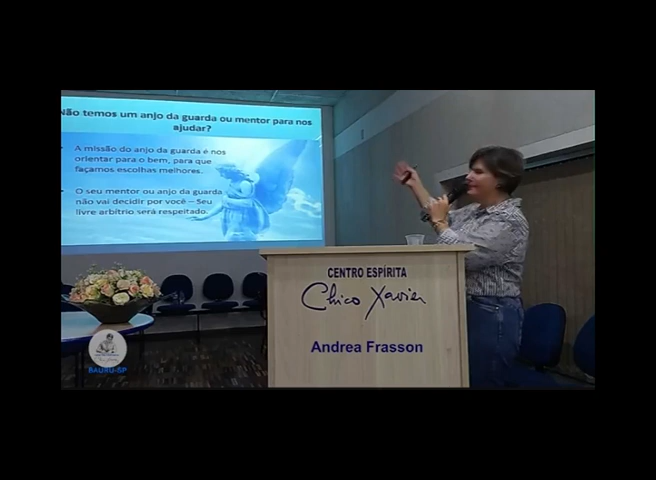 Não temos um anjo da guarda ou mentor para nos
ajudar?
A missão do anjo da guarda é nos
orientar para o bem, para que
façamos escolhas melhores.
O seu mentor ou anjo da guarda
não vai decidir por você – Seu
livre arbítrio será respeitado.
CENTRO ESPÍRITA
Chico Xavier
Andrea Frasson
BAURU-SP